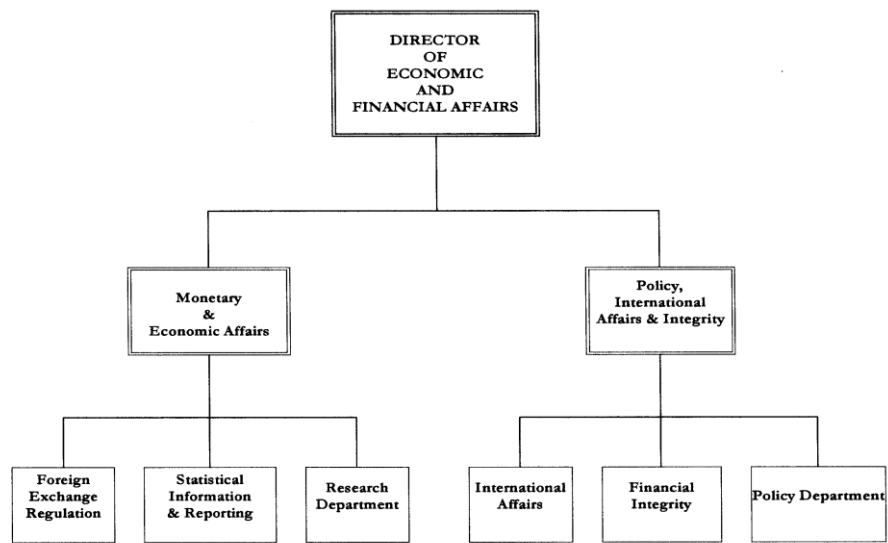 DIRECTOR
OF
ECONOMIC
AND
FINANCIAL AFFAIRS
Monetary
&
Economic Affairs
Policy,
International
Affairs & Integrity
Foreign
Exchange
Regulation
Statistical
Information
& Reporting
Research
Department
International
Affairs
Financial
Integrity
Policy Department